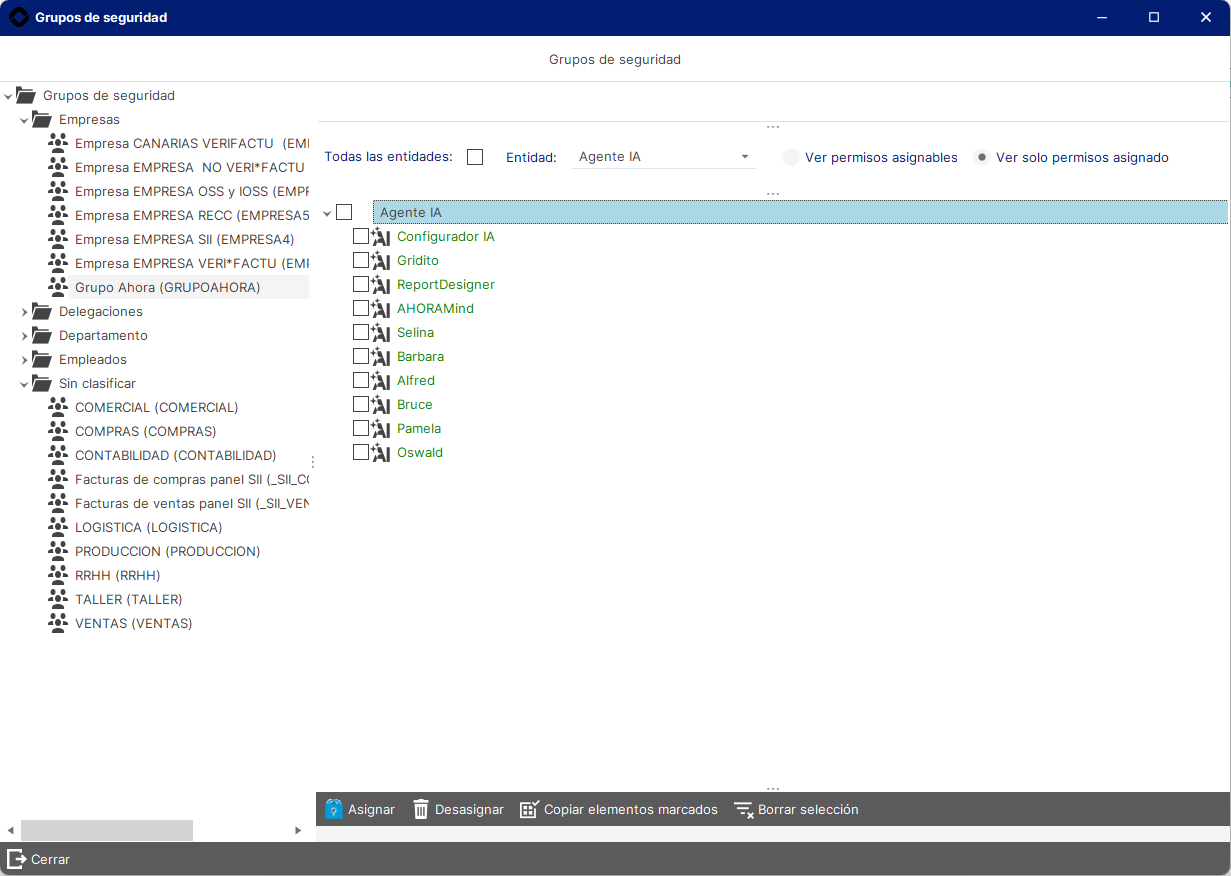 Grupos de seguridad
Grupos de seguridad
Grupos de seguridad
Empresas
Empresa CANARIAS VERIFACTU (EMI
Empresa EMPRESA NO VERI*FACTU
Empresa EMPRESA OSS y IOSS (EMPF
Empresa EMPRESA RECC (EMPRESA5
Empresa EMPRESA SII (EMPRESA4)
Empresa EMPRESA VERI*FACTU (EMF
Grupo Ahora (GRUPOAHORA)
Delegaciones
Departamento
Empleados
Sin clasificar
COMERCIAL (COMERCIAL)
COMPRAS (COMPRAS)
CONTABILIDAD (CONTABILIDAD)
Facturas de compras panel SII (_SII_CO
Facturas de ventas panel SII (_SII_VEN
LOGISTICA (LOGISTICA)
PRODUCCION (PRODUCCION)
RRHH (RRHH)
TALLER (TALLER)
VENTAS (VENTAS)
Todas las entidades: Entidad: Agente IA Ver permisos asignables Ver solo permisos asignado
Agente IA
Configurador IA
Gridito
ReportDesigner
AHORAMind
Selina
Barbara
Alfred
Bruce
Pamela
Oswald
Asignar Desasignar Copiar elementos marcados Borrar selección
Cerrar